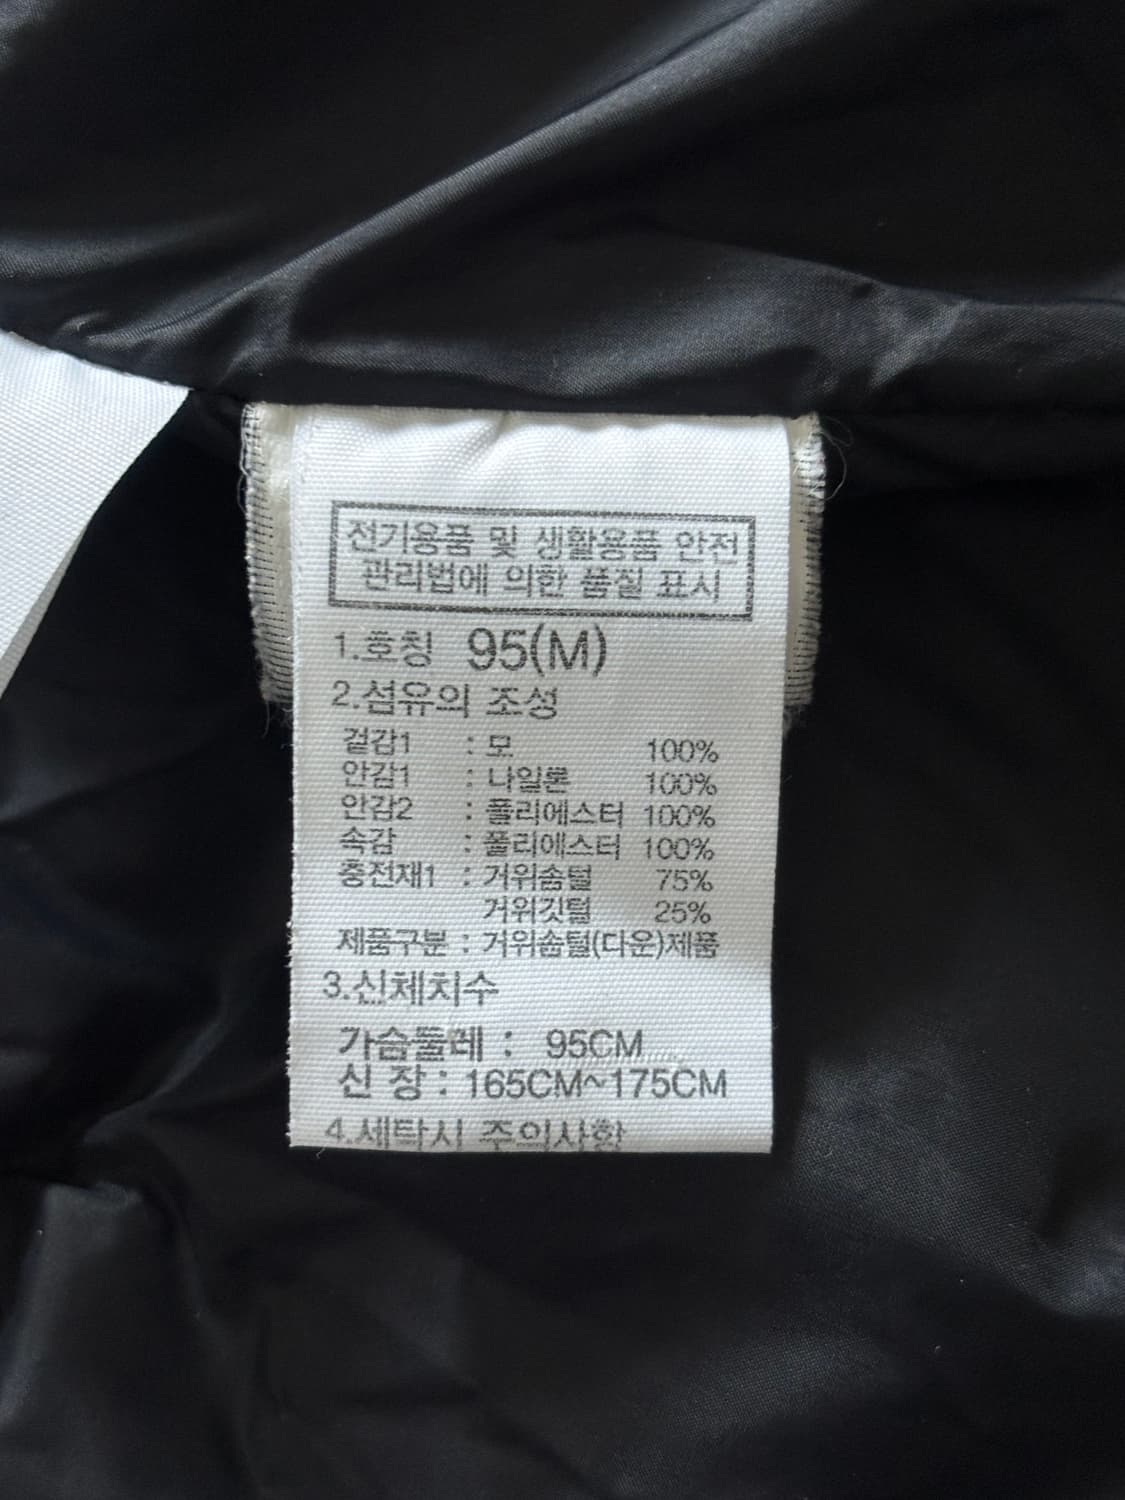 전기용품 및 생활용품 안전
관리법에 의한 품질 표시
1.호칭 95(M)
2.섬유의 조성
겉감1 : 모 100%
안감1 : 나일론 100%
안감2 : 폴리에스터 100%
속감 : 폴리에스터 100%
충전재1 : 거위솜털 75%
거위깃털 25%
제품구분 : 거위솜털(다운)제품
3.신체치수
가슴둘레 : 95CM
신 장 : 165CM~175CM
4.세탁시 주의사항